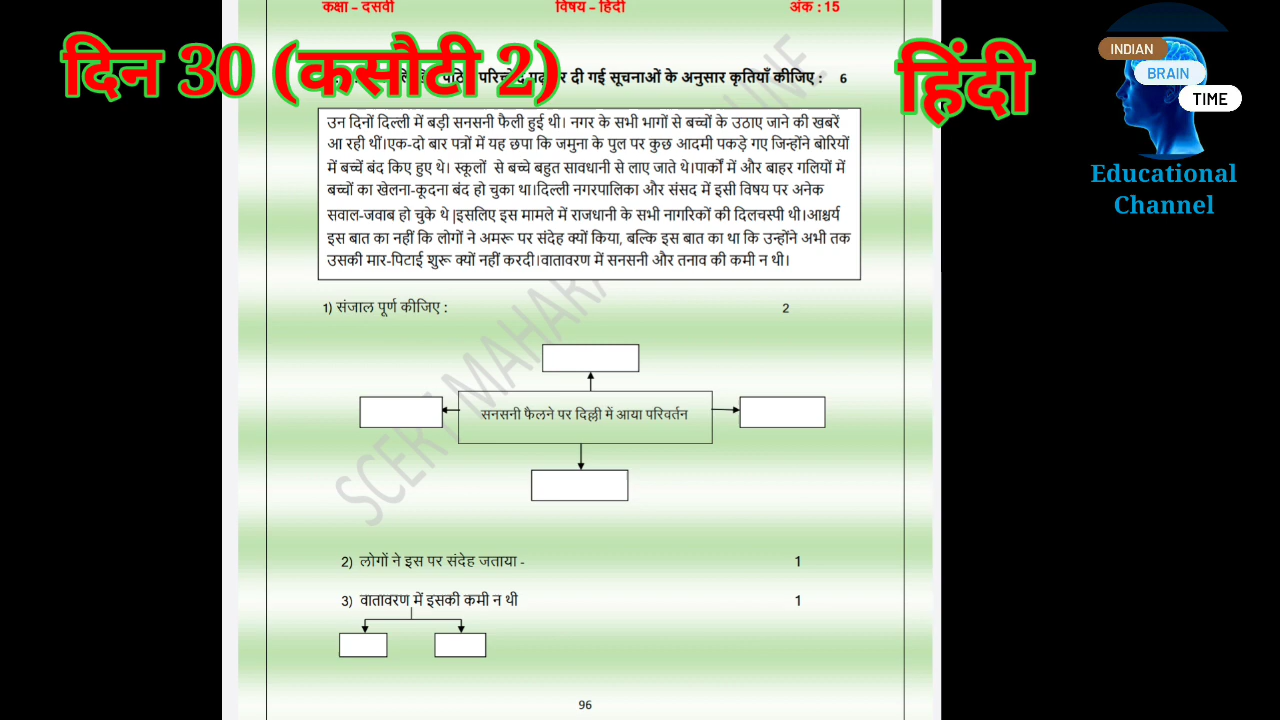 कक्षा – दसवी विषय – हिंदी अंक : 15
दिन 30 (कसौटी 2) हिंदी
दी गई सूचनाओं के अनुसार कृतियाँ कीजिए : 6
INDIAN
BRAIN
TIME
Educational
Channel
उन दिनों दिल्ली में बड़ी सनसनी फैली हुई थी। नगर के सभी भागों से बच्चों के उठाए जाने की खबरें
आ रही थीं।एक-दो बार पत्रों में यह छपा कि जमुना के पुल पर कुछ आदमी पकड़े गए जिन्होंने बोरियों
में बच्चें बंद किए हुए थे। स्कूलों से बच्चे बहुत सावधानी से लाए जाते थे।पार्कों में और बाहर गलियों में
बच्चों का खेलना-कूदना बंद हो चुका था।दिल्ली नगरपालिका और संसद में इसी विषय पर अनेक
सवाल-जवाब हो चुके थे।इसलिए इस मामले में राजधानी के सभी नागरिकों की दिलचस्पी थी।आश्चर्य
इस बात का नहीं कि लोगों ने अमरू पर संदेह क्यों किया, बल्कि इस बात का था कि उन्होंने अभी तक
उसकी मार-पिटाई शुरू क्यों नहीं करदी।वातावरण में सनसनी और तनाव की कमी न थी।
1) संजाल पूर्ण कीजिए : 2
सनसनी फैलने पर दिल्ली में आया परिवर्तन
2) लोगों ने इस पर संदेह जताया - 1
3) वातावरण में इसकी कमी न थी 1
96